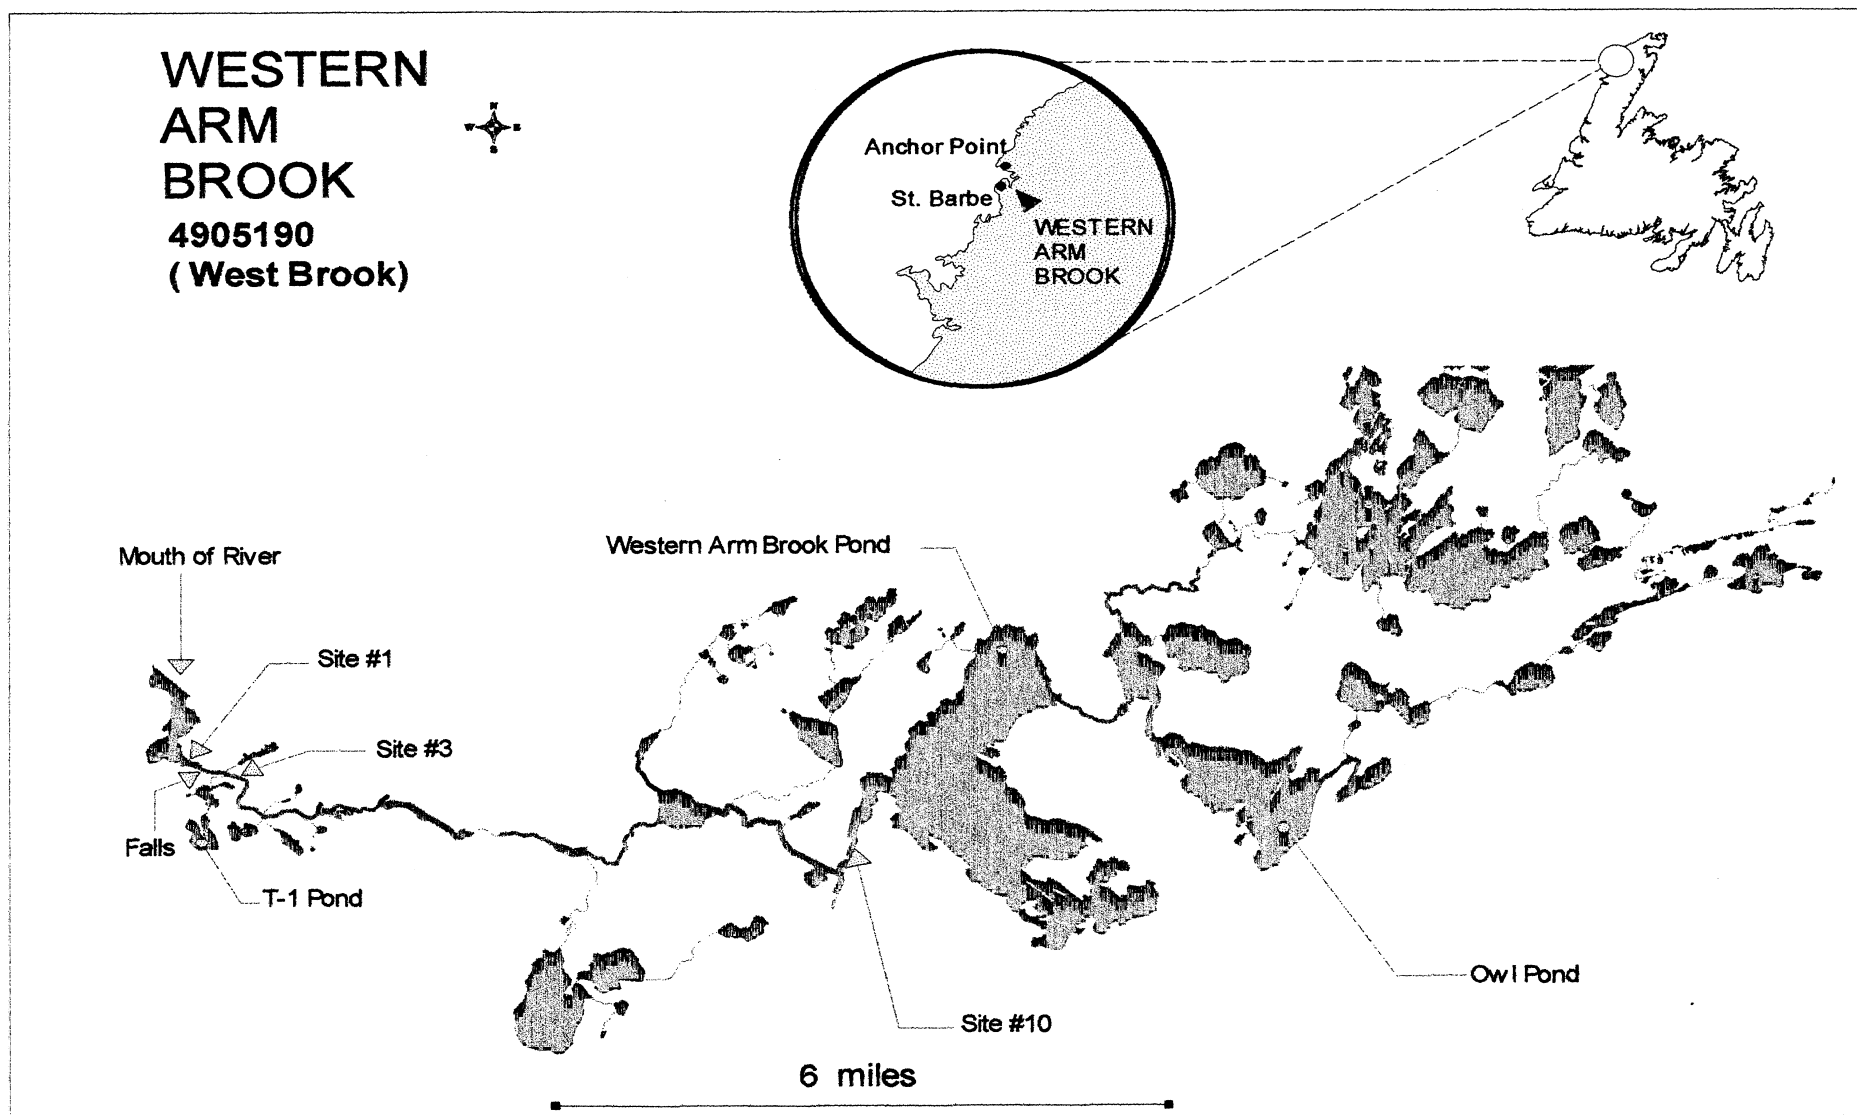 WESTERN
ARM
BROOK
4905190
( West Brook)
N
W
E
S
Anchor Point
St. Barbe
WESTERN
ARM
BROOK
Western Arm Brook Pond
Mouth of River
Site #1
Site #3
Falls
T-1 Pond
Owl Pond
Site #10
6 miles